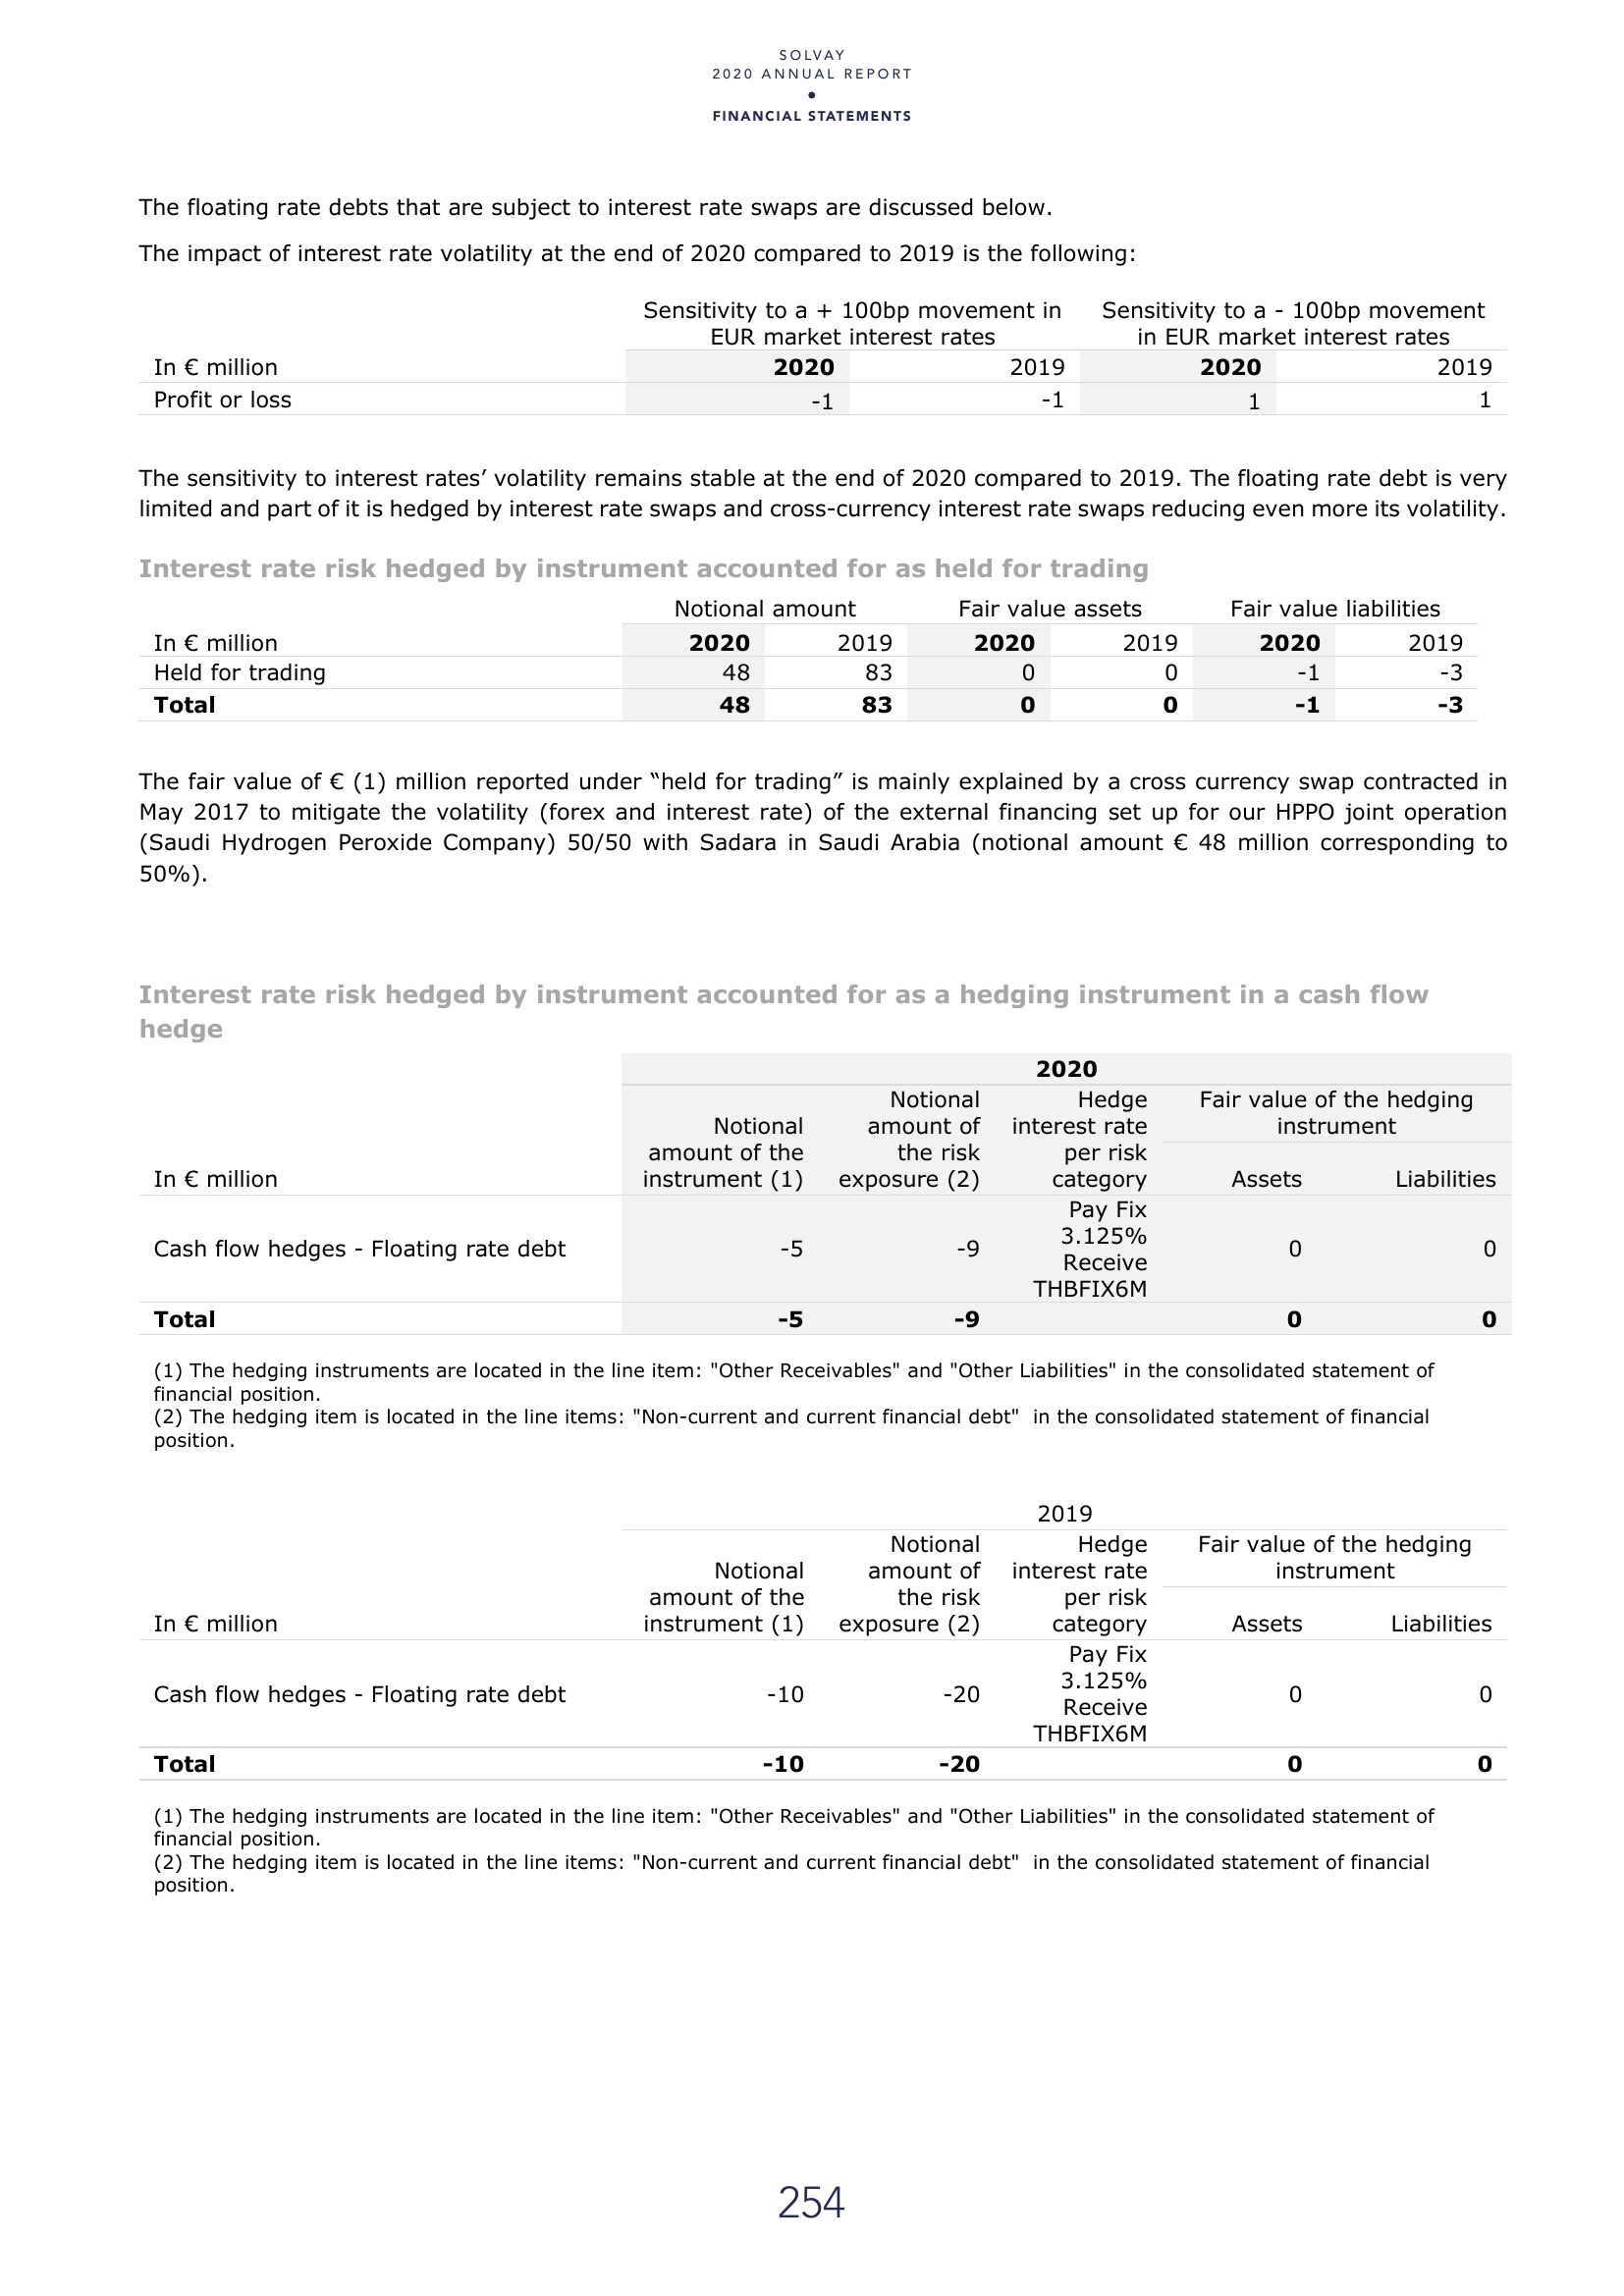 SOLVAY
2020 ANNUAL REPORT
•
FINANCIAL STATEMENTS
The floating rate debts that are subject to interest rate swaps are discussed below.
The impact of interest rate volatility at the end of 2020 compared to 2019 is the following:
Sensitivity to a + 100bp movement in Sensitivity to a - 100bp movement
EUR market interest rates in EUR market interest rates
In € million 2020 2019 2020 2019
Profit or loss -1 -1 1 1
The sensitivity to interest rates’ volatility remains stable at the end of 2020 compared to 2019. The floating rate debt is very
limited and part of it is hedged by interest rate swaps and cross-currency interest rate swaps reducing even more its volatility.
Interest rate risk hedged by instrument accounted for as held for trading
Notional amount Fair value assets Fair value liabilities
In € million 2020 2019 2020 2019 2020 2019
Held for trading 48 83 0 0 -1 -3
Total 48 83 0 0 -1 -3
The fair value of € (1) million reported under “held for trading” is mainly explained by a cross currency swap contracted in
May 2017 to mitigate the volatility (forex and interest rate) of the external financing set up for our HPPO joint operation
(Saudi Hydrogen Peroxide Company) 50/50 with Sadara in Saudi Arabia (notional amount € 48 million corresponding to
50%).
Interest rate risk hedged by instrument accounted for as a hedging instrument in a cash flow
hedge
2020
Notional Hedge Fair value of the hedging
Notional amount of interest rate instrument
amount of the the risk per risk
In € million instrument (1) exposure (2) category Assets Liabilities
Pay Fix
3.125%
Cash flow hedges - Floating rate debt -5 -9 0 0
Receive
THBFIX6M
Total -5 -9 0 0
(1) The hedging instruments are located in the line item: "Other Receivables" and "Other Liabilities" in the consolidated statement of
financial position.
(2) The hedging item is located in the line items: "Non-current and current financial debt"  in the consolidated statement of financial
position.
2019
Notional Hedge Fair value of the hedging
Notional amount of interest rate instrument
amount of the the risk per risk
In € million instrument (1) exposure (2) category Assets Liabilities
Pay Fix
3.125%
Cash flow hedges - Floating rate debt -10 -20 0 0
Receive
THBFIX6M
Total -10 -20 0 0
(1) The hedging instruments are located in the line item: "Other Receivables" and "Other Liabilities" in the consolidated statement of
financial position.
(2) The hedging item is located in the line items: "Non-current and current financial debt"  in the consolidated statement of financial
position.
254